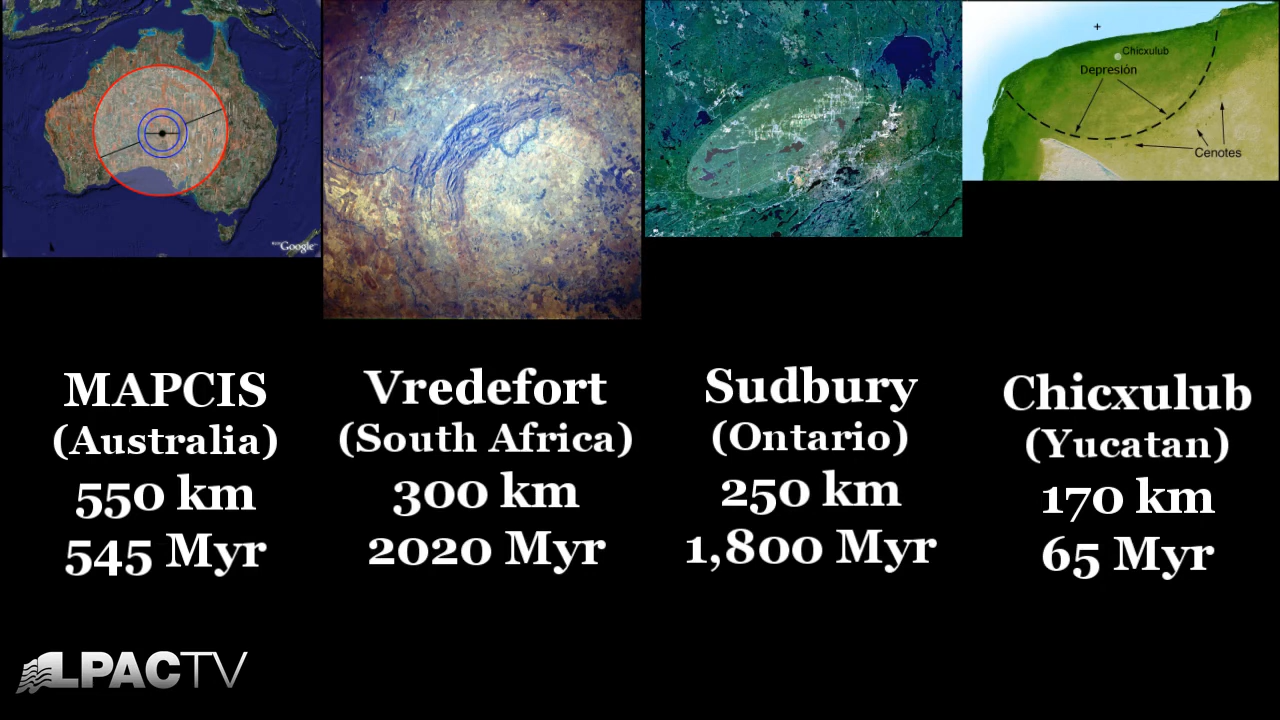 Google
Chicxulub
Depresión
Cenotes
MAPCIS
(Australia)
550 km
545 Myr
Vredefort
(South Africa)
300 km
2020 Myr
Sudbury
(Ontario)
250 km
1,800 Myr
Chicxulub
(Yucatan)
170 km
65 Myr
LPACTV